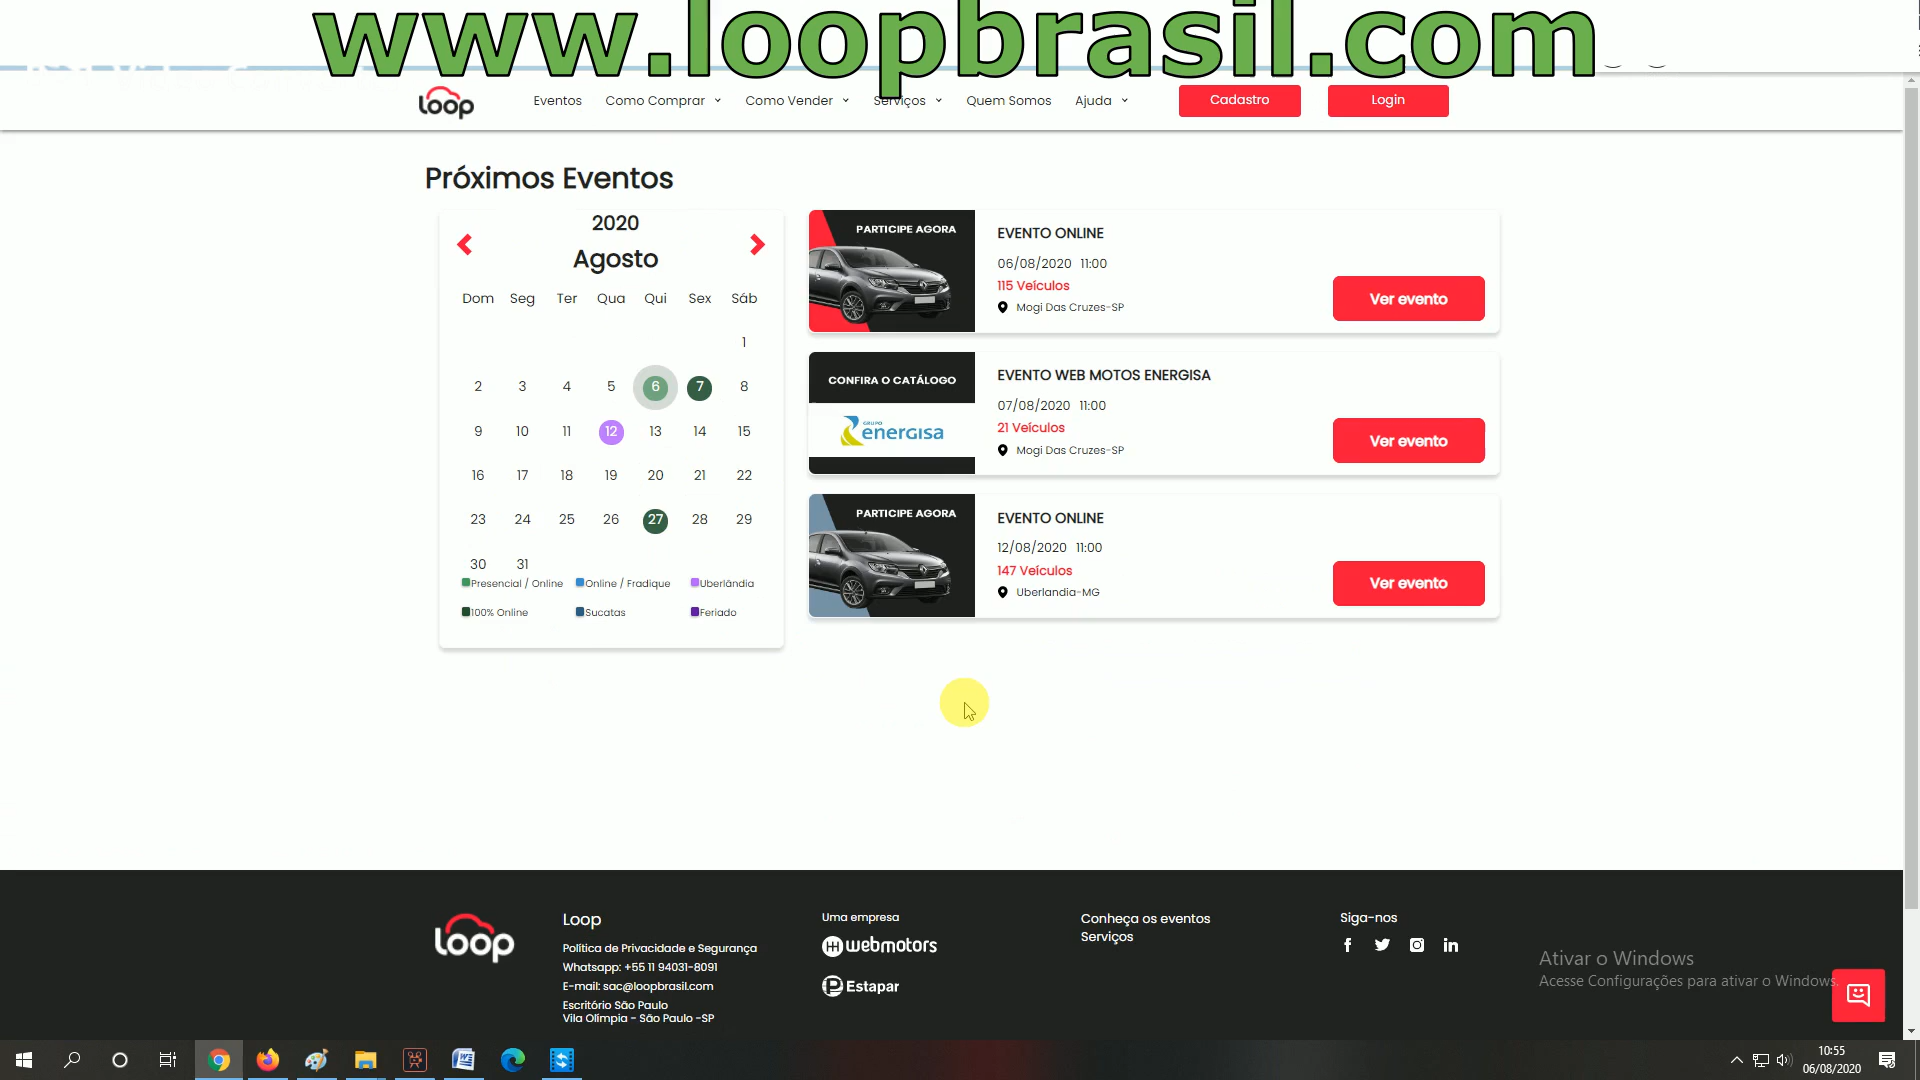 www.loopbrasil.com
loop
Eventos
Como Comprar
Como Vender
Serviços
Quem Somos
Ajuda
Cadastro
Login
Próximos Eventos
2020
Agosto
Dom Seg Ter Qua Qui Sex Sáb
1
2 3 4 5 6 7 8
9 10 11 12 13 14 15
16 17 18 19 20 21 22
23 24 25 26 27 28 29
30 31
Presencial / Online Online / Fradique Uberlândia
100% Online Sucatas Feriado
PARTICIPE AGORA
EVENTO ONLINE
06/08/2020 11:00
115 Veículos
Mogi Das Cruzes-SP
Ver evento
CONFIRA O CATÁLOGO
GRUPO
energisa
EVENTO WEB MOTOS ENERGISA
07/08/2020 11:00
21 Veículos
Mogi Das Cruzes-SP
Ver evento
PARTICIPE AGORA
EVENTO ONLINE
12/08/2020 11:00
147 Veículos
Uberlandia-MG
Ver evento
loop
Loop
Política de Privacidade e Segurança
Whatsapp: +55 11 94031-8091
E-mail: sac@loopbrasil.com
Escritório São Paulo
Vila Olímpia - São Paulo -SP
Uma empresa
webmotors
Estapar
Conheça os eventos
Serviços
Siga-nos
Ativar o Windows
Acesse Configurações para ativar o Windows.
10:55
06/08/2020